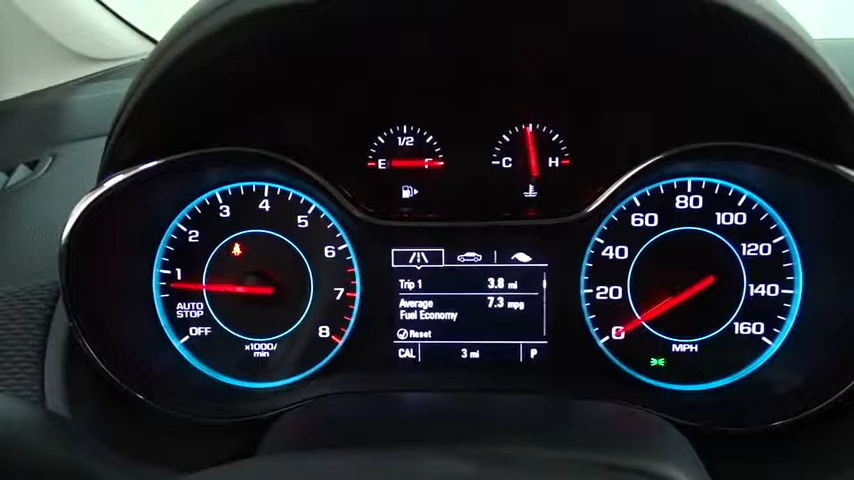 1/2
E F
C H
1 2 3 4 5 6 7 8
AUTO
STOP
OFF
x1000/
min
Trip 1 3.8 mi
Average 7.3 mpg
Fuel Economy
Reset
CAL 3 mi P
0 20 40 60 80 100 120 140 160
MPH